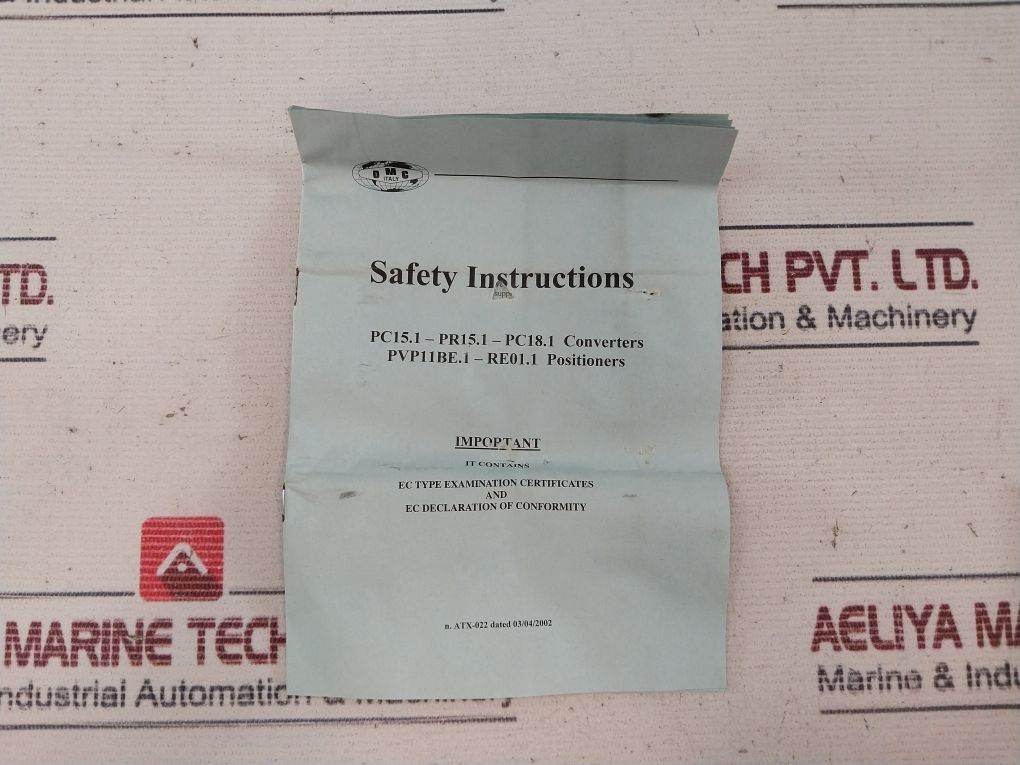 & Industrial
TD.
ery
OMC
ITALY
Safety Instructions
supp
PC15.1 – PR15.1 – PC18.1 Converters
PVP11BE.1 – RE01.1 Positioners
IMPORTANT
IT CONTAINS
EC TYPE EXAMINATION CERTIFICATES
AND
EC DECLARATION OF CONFORMITY
n. ATX-022 dated 03/04/2002
CH PVT. LTD.
ation & Machinery
MARINE TECH
ndustrial Automation & Machinery
AELIYA MA
Marine & Indu